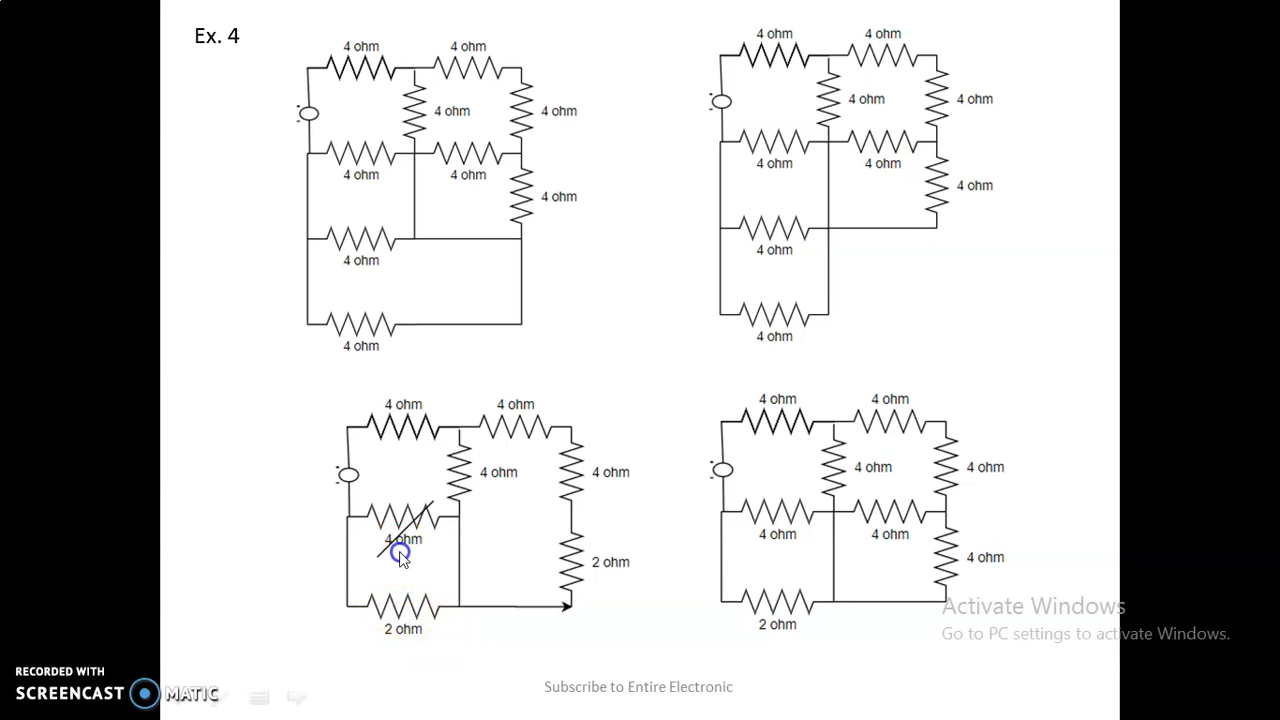 Ex. 4
4 ohm 4 ohm
4 ohm 4 ohm
4 ohm 4 ohm
4 ohm
4 ohm
4 ohm
4 ohm 4 ohm
4 ohm 4 ohm
4 ohm 4 ohm
4 ohm
4 ohm
4 ohm
4 ohm 4 ohm
4 ohm 4 ohm
4 ohm
2 ohm
2 ohm
4 ohm 4 ohm
4 ohm 4 ohm
4 ohm 4 ohm
4 ohm
2 ohm
Activate Windows
Go to PC settings to activate Windows.
RECORDED WITH
SCREENCAST MATIC
Subscribe to Entire Electronic